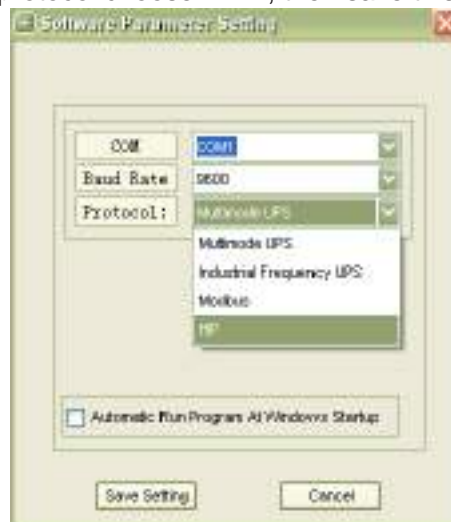 Software Parameter Setting
COM
COM1
Baud Rate
9600
Protocol:
Multimode UPS
Multimode UPS
Industrial Frequency UPS
Modbus
Automatic Run Program At Windows Startup
Save Setting
Cancel